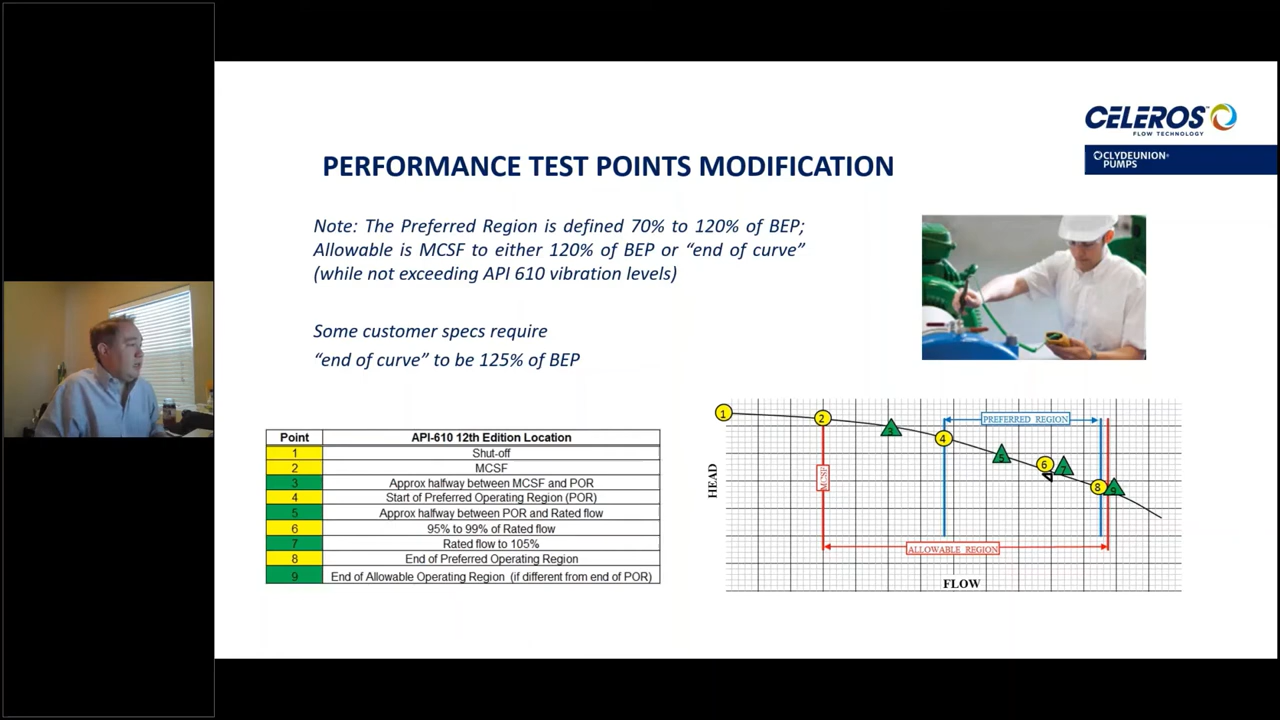 CELEROS
FLOW TECHNOLOGY
CLYDEUNION
PUMPS
PERFORMANCE TEST POINTS MODIFICATION
Note: The Preferred Region is defined 70% to 120% of BEP;
Allowable is MCSF to either 120% of BEP or “end of curve”
(while not exceeding API 610 vibration levels)
Some customer specs require
“end of curve” to be 125% of BEP
Point API-610 12th Edition Location
1 Shut-off
2 MCSF
3 Approx halfway between MCSF and POR
4 Start of Preferred Operating Region (POR)
5 Approx halfway between POR and Rated flow
6 95% to 99% of Rated flow
7 Rated flow to 105%
8 End of Preferred Operating Region
9 End of Allowable Operating Region (if different from end of POR)
1
2
3
4
5
6
7
8
9
PREFERRED REGION
MCSF
HEAD
ALLOWABLE REGION
FLOW